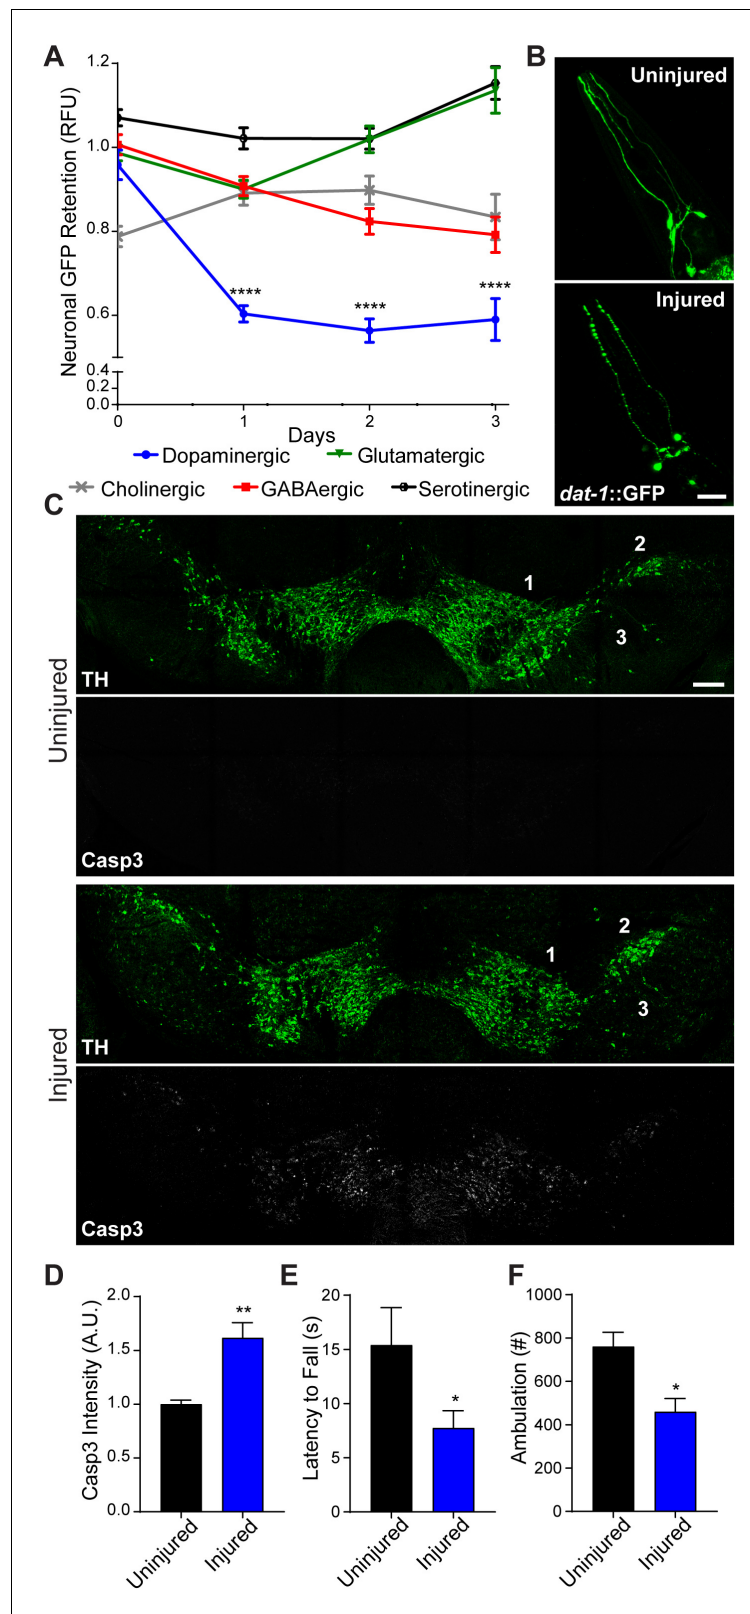 A
Neuronal GFP Retention (RFU)
1.2
1.0
0.8
0.6
0.4
0.2
0.0
****
****
****
0 1 2 3
Days
Dopaminergic Glutamatergic
Cholinergic GABAergic Serotinergic
B
Uninjured
Injured
dat-1::GFP
C
Uninjured
1
2
3
TH
Casp3
Injured
1
2
3
TH
Casp3
D
Casp3 Intensity (A.U.)
2.0
1.5
1.0
0.5
0.0
**
Uninjured
Injured
E
Latency to Fall (s)
20
15
10
5
0
*
Uninjured
Injured
F
Ambulation (#)
1000
800
600
400
200
0
*
Uninjured
Injured